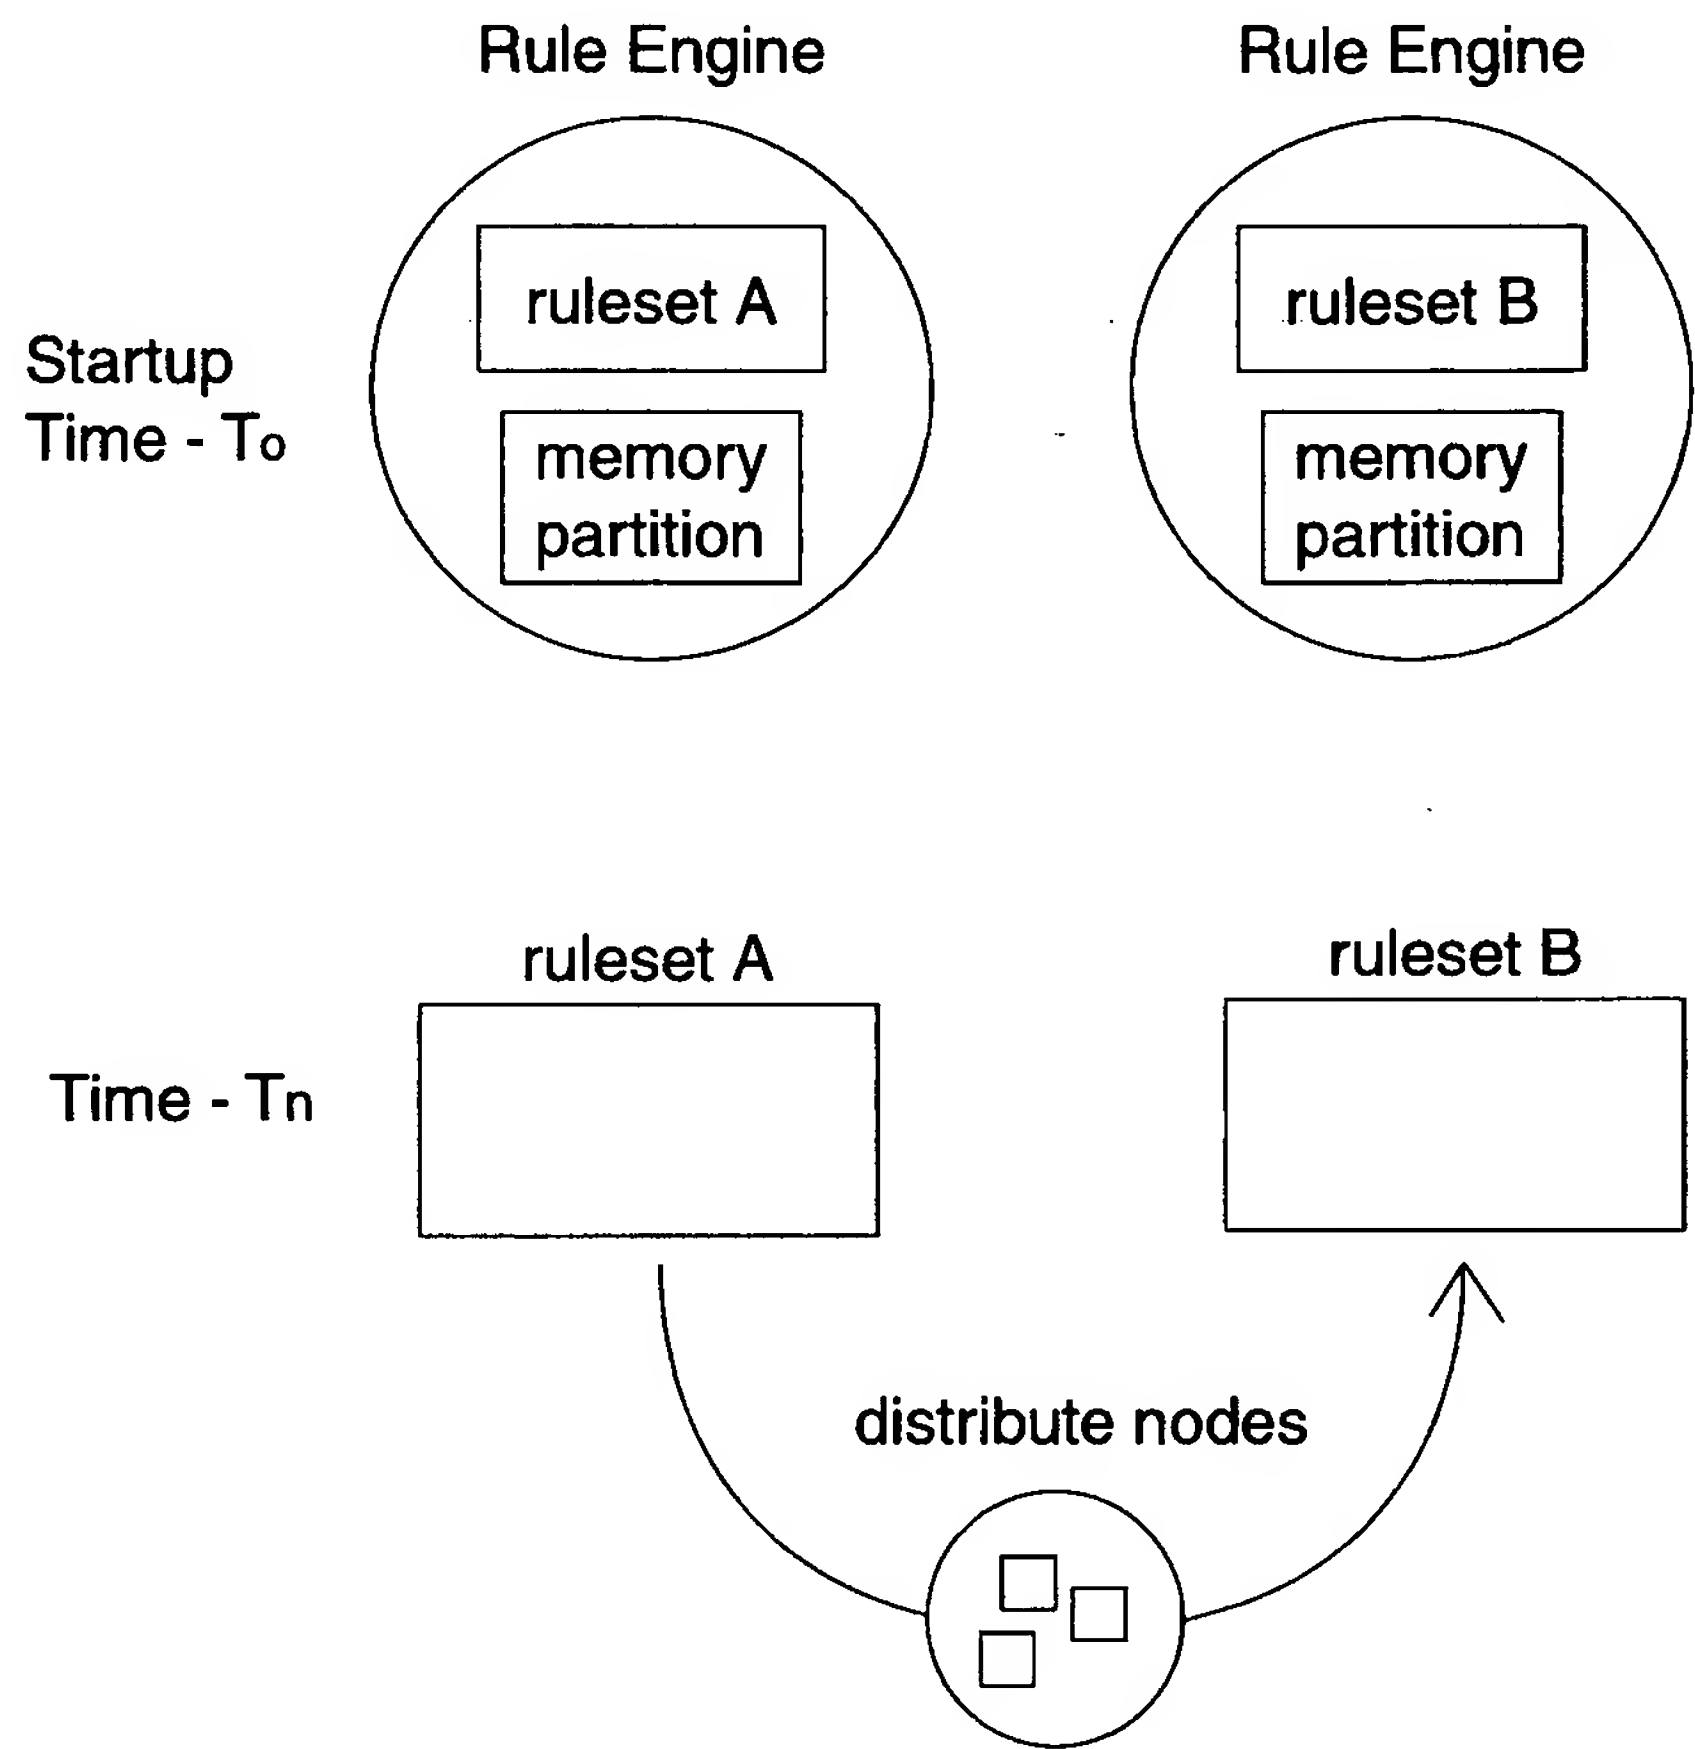 Rule Engine
Rule Engine
ruleset A
ruleset B
Startup
Time - To
memory
partition
memory
partition
ruleset A
ruleset B
Time - Tn
distribute nodes